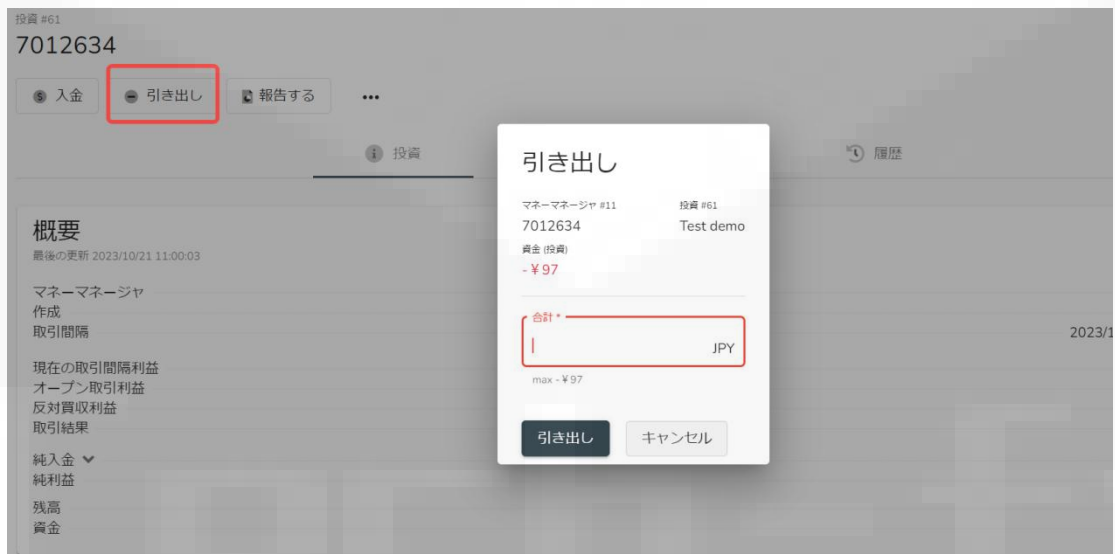 投資 #61
7012634
入金
引き出し
報告する
•••
投資
履歴
概要
最後の更新 2023/10/21 11:00:03
マネーマネージャ
作成
取引間隔
2023/1
現在の取引間隔利益
オープン取引利益
反対買収利益
取引結果
純入金
純利益
残高
資金
引き出し
マネーマネージャ #11
投資 #61
7012634
Test demo
資金 (投資)
- ¥ 97
合計 *
JPY
max - ¥ 97
引き出し
キャンセル